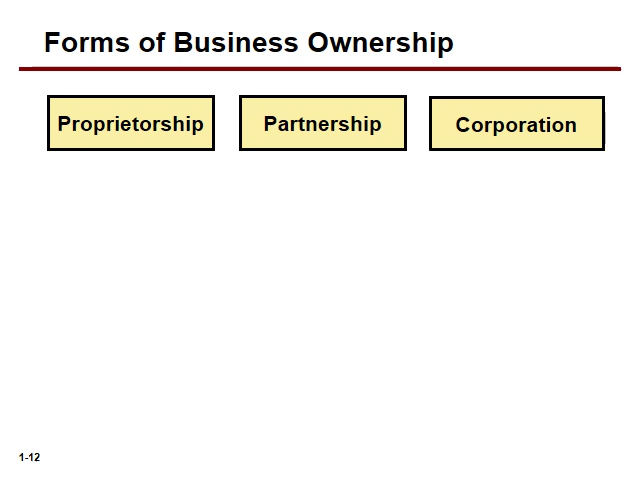 Forms of Business Ownership
Proprietorship
Partnership
Corporation
1-12